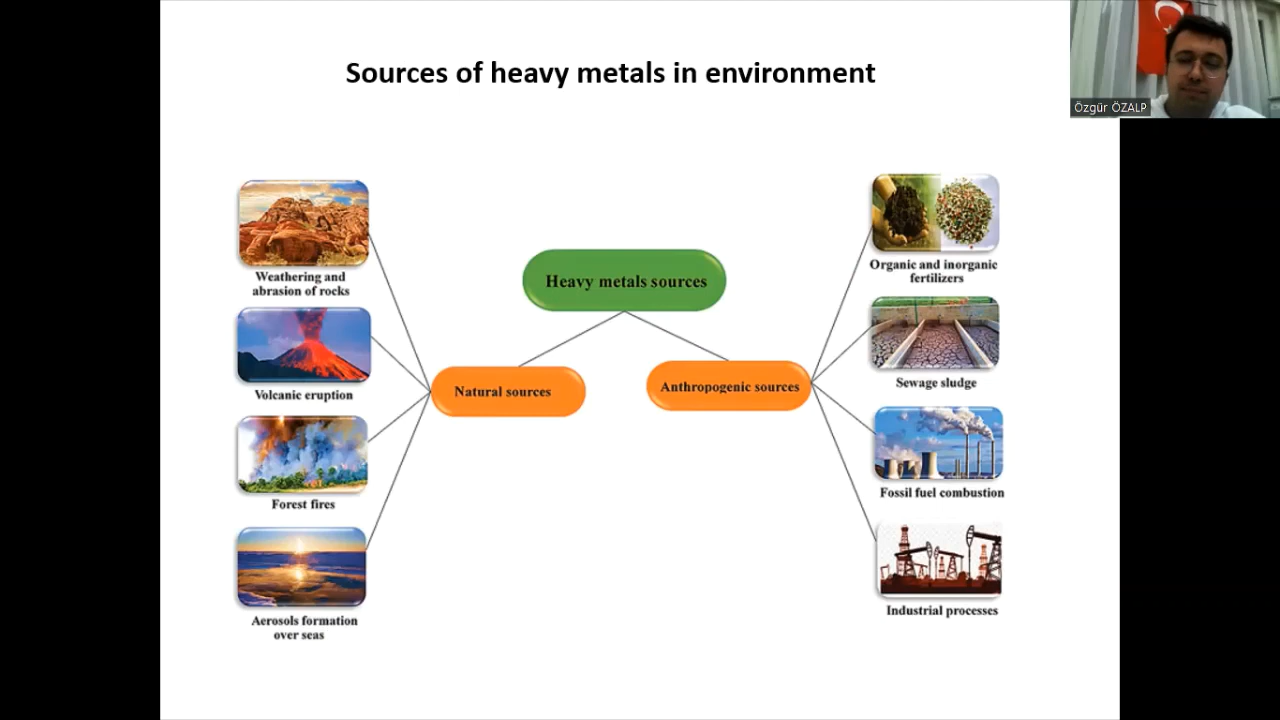 Sources of heavy metals in environment
Özgür ÖZALP
Heavy metals sources
Natural sources
Anthropogenic sources
Weathering and
abrasion of rocks
Volcanic eruption
Forest fires
Aerosols formation
over seas
Organic and inorganic
fertilizers
Sewage sludge
Fossil fuel combustion
Industrial processes